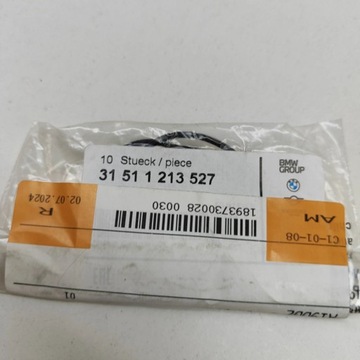 10 Stueck / piece
31 51 1 213 527
BMW
GROUP
02.07.2024
R
1893730028 0030
AM
C1-01-08
01